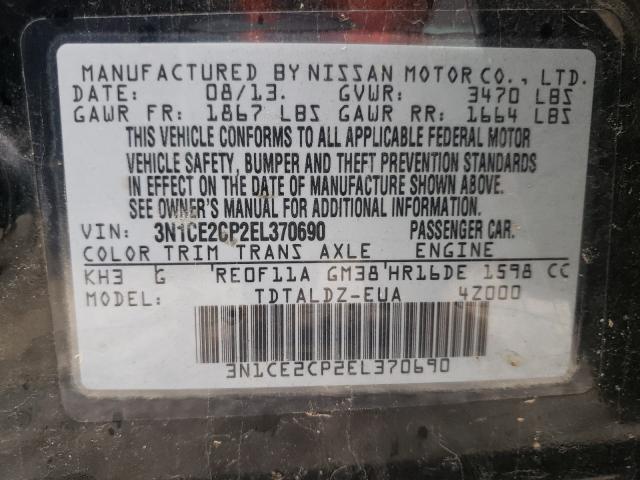 MANUFACTURED BY NISSAN MOTOR CO., LTD.
DATE: 08/13. GVWR: 3470 LBS
GAWR FR: 1867 LBS GAWR RR: 1664 LBS
THIS VEHICLE CONFORMS TO ALL APPLICABLE FEDERAL MOTOR
VEHICLE SAFETY, BUMPER AND THEFT PREVENTION STANDARDS
IN EFFECT ON THE DATE OF MANUFACTURE SHOWN ABOVE.
SEE OWNER'S MANUAL FOR ADDITIONAL INFORMATION.
VIN: 3N1CE2CP2EL370690 PASSENGER CAR.
COLOR TRIM TRANS AXLE ENGINE
KH3 G 'RE0F11A GM38'HR16DE 1598 CC
MODEL: TDTALDZ-EUA 4Z000
3N1CE2CP2EL370690